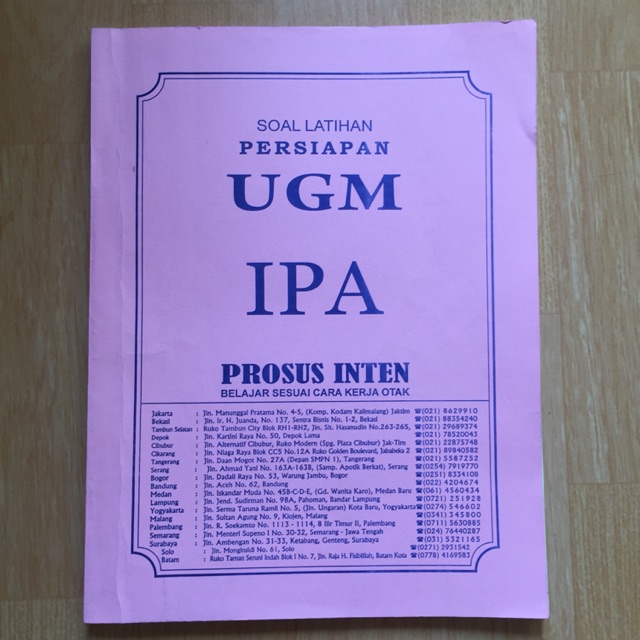 SOAL LATIHAN
PERSIAPAN
UGM
IPA
PROSUS INTEN
BELAJAR SESUAI CARA KERJA OTAK
Jakarta : Jln. Manunggal Pratama No. 4-5, (Komp. Kodam Kalimalang) Jaktim ☎(021) 8629910
Bekasi : Jln. Ir. H. Juanda, No. 137, Sentra Bisnis No. 1-2, Bekasi ☎(021) 88354240
Tambun Selatan : Ruko Tambun City Blok RH1-RH2, Jln. Sit. Hasanudin No.263-265, ☎(021) 29689374
Depok : Jln. Kartini Raya No. 50, Depok Lama ☎(021) 78520043
Cibubur : Jln. Alternatif Cibubur, Ruko Modern (Spg. Plaza Cibubur) Jak-Tim ☎(021) 22875748
Cikarang : Jln. Niaga Raya Blok CC5 No.12A Ruko Golden Boulevard, Jababeka 2 ☎(021) 89840582
Tangerang : Jln. Daan Mogot No. 27A (Depan SMPN 1), Tangerang ☎(021) 5587252
Serang : Jln. Ahmad Yani No. 163A-163B, (Samp. Apotik Berkat), Serang ☎(0254) 7919770
Bogor : Jln. Dadali Raya No. 53, Warung Jambu, Bogor ☎(0251) 8334108
Bandung : Jln. Aceh No. 62, Bandung ☎(022) 4204674
Medan : Jln. Iskandar Muda No. 45B-C-D-E, (Gd. Wanita Karo), Medan Baru ☎(061) 4560434
Lampung : Jln. Jend. Sudirman No. 98A, Pahoman, Bandar Lampung ☎(0721) 251928
Yogyakarta : Jln. Serma Taruna Ramli No. 5, (Jln. Ungaran) Kota Baru, Yogyakarta ☎(0274) 546602
Malang : Jln. Sultan Agung No. 9, Klojen, Malang ☎(0341) 345800
Palembang : Jln. R. Soekamto No. 1113 - 1114, 8 Ilir Timur II, Palembang ☎(0711) 5630885
Semarang : Jln. Menteri Supeno I No. 30-32, Semarang - Jawa Tengah ☎(024) 76440287
Surabaya : Jln. Ambengan No. 31-33, Ketabang, Genteng, Surabaya ☎(031) 5321165
Solo : Jln. Monginuldi No. 61, Solo ☎(0271) 2931542
Batam : Ruko Taman Seruni Indah Blok I No. 7, Jln. Raja H. Fisibillah, Batam Kota ☎(0778) 4169583